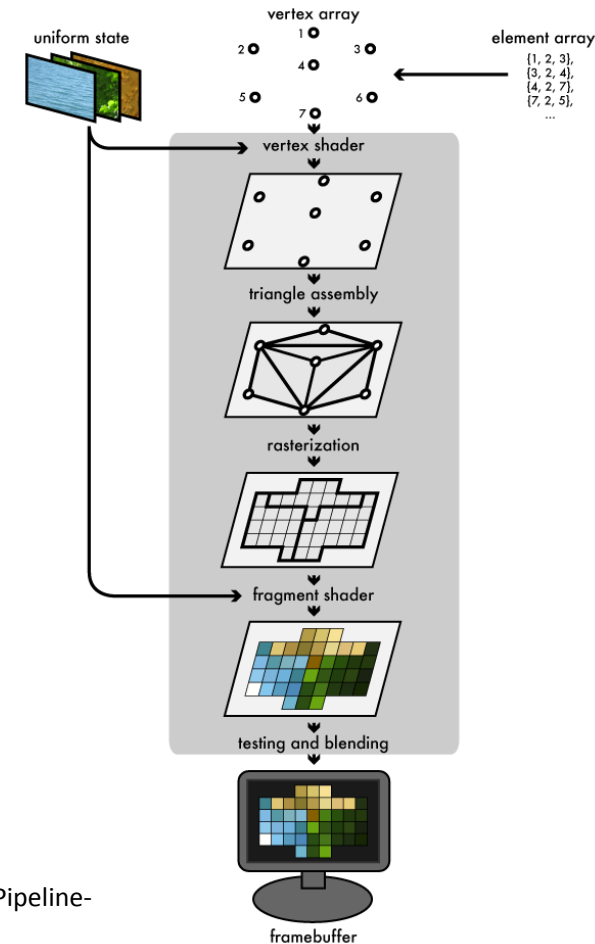 vertex array
uniform state
element array
1
2
3
4
5
6
7
{1, 2, 3},
{3, 2, 4},
{4, 2, 7},
{7, 2, 5},
...
vertex shader
triangle assembly
rasterization
fragment shader
testing and blending
Pipeline-
framebuffer